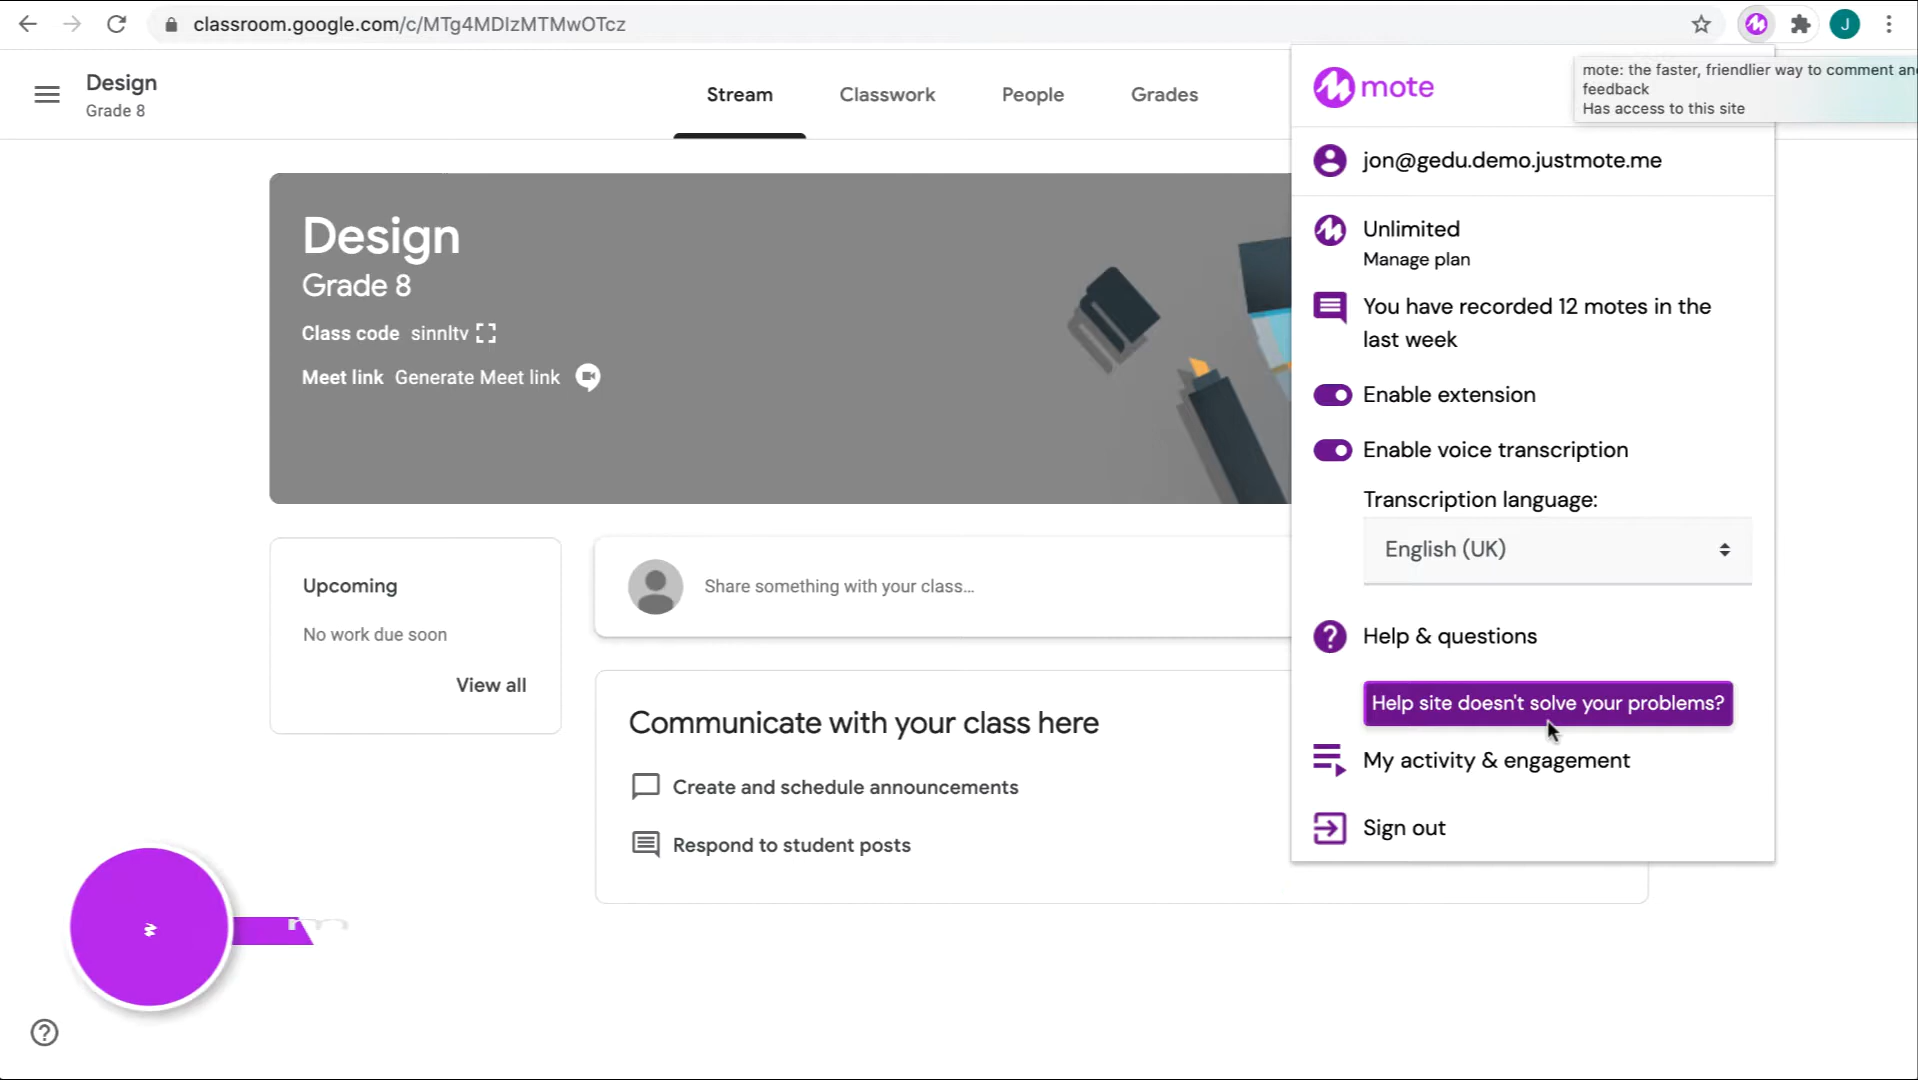 classroom.google.com/c/MTg4MDIzMTMwOTcz
J
mote: the faster, friendlier way to comment and
feedback
Has access to this site
Design
Grade 8
Stream
Classwork
People
Grades
mote
jon@gedu.demo.justmote.me
Unlimited
Manage plan
You have recorded 12 motes in the
last week
Enable extension
Enable voice transcription
Transcription language:
English (UK)
Help & questions
Help site doesn't solve your problems?
My activity & engagement
Sign out
Design
Grade 8
Class code sinnltv
Meet link Generate Meet link
Upcoming
No work due soon
View all
Share something with your class...
Communicate with your class here
Create and schedule announcements
Respond to student posts